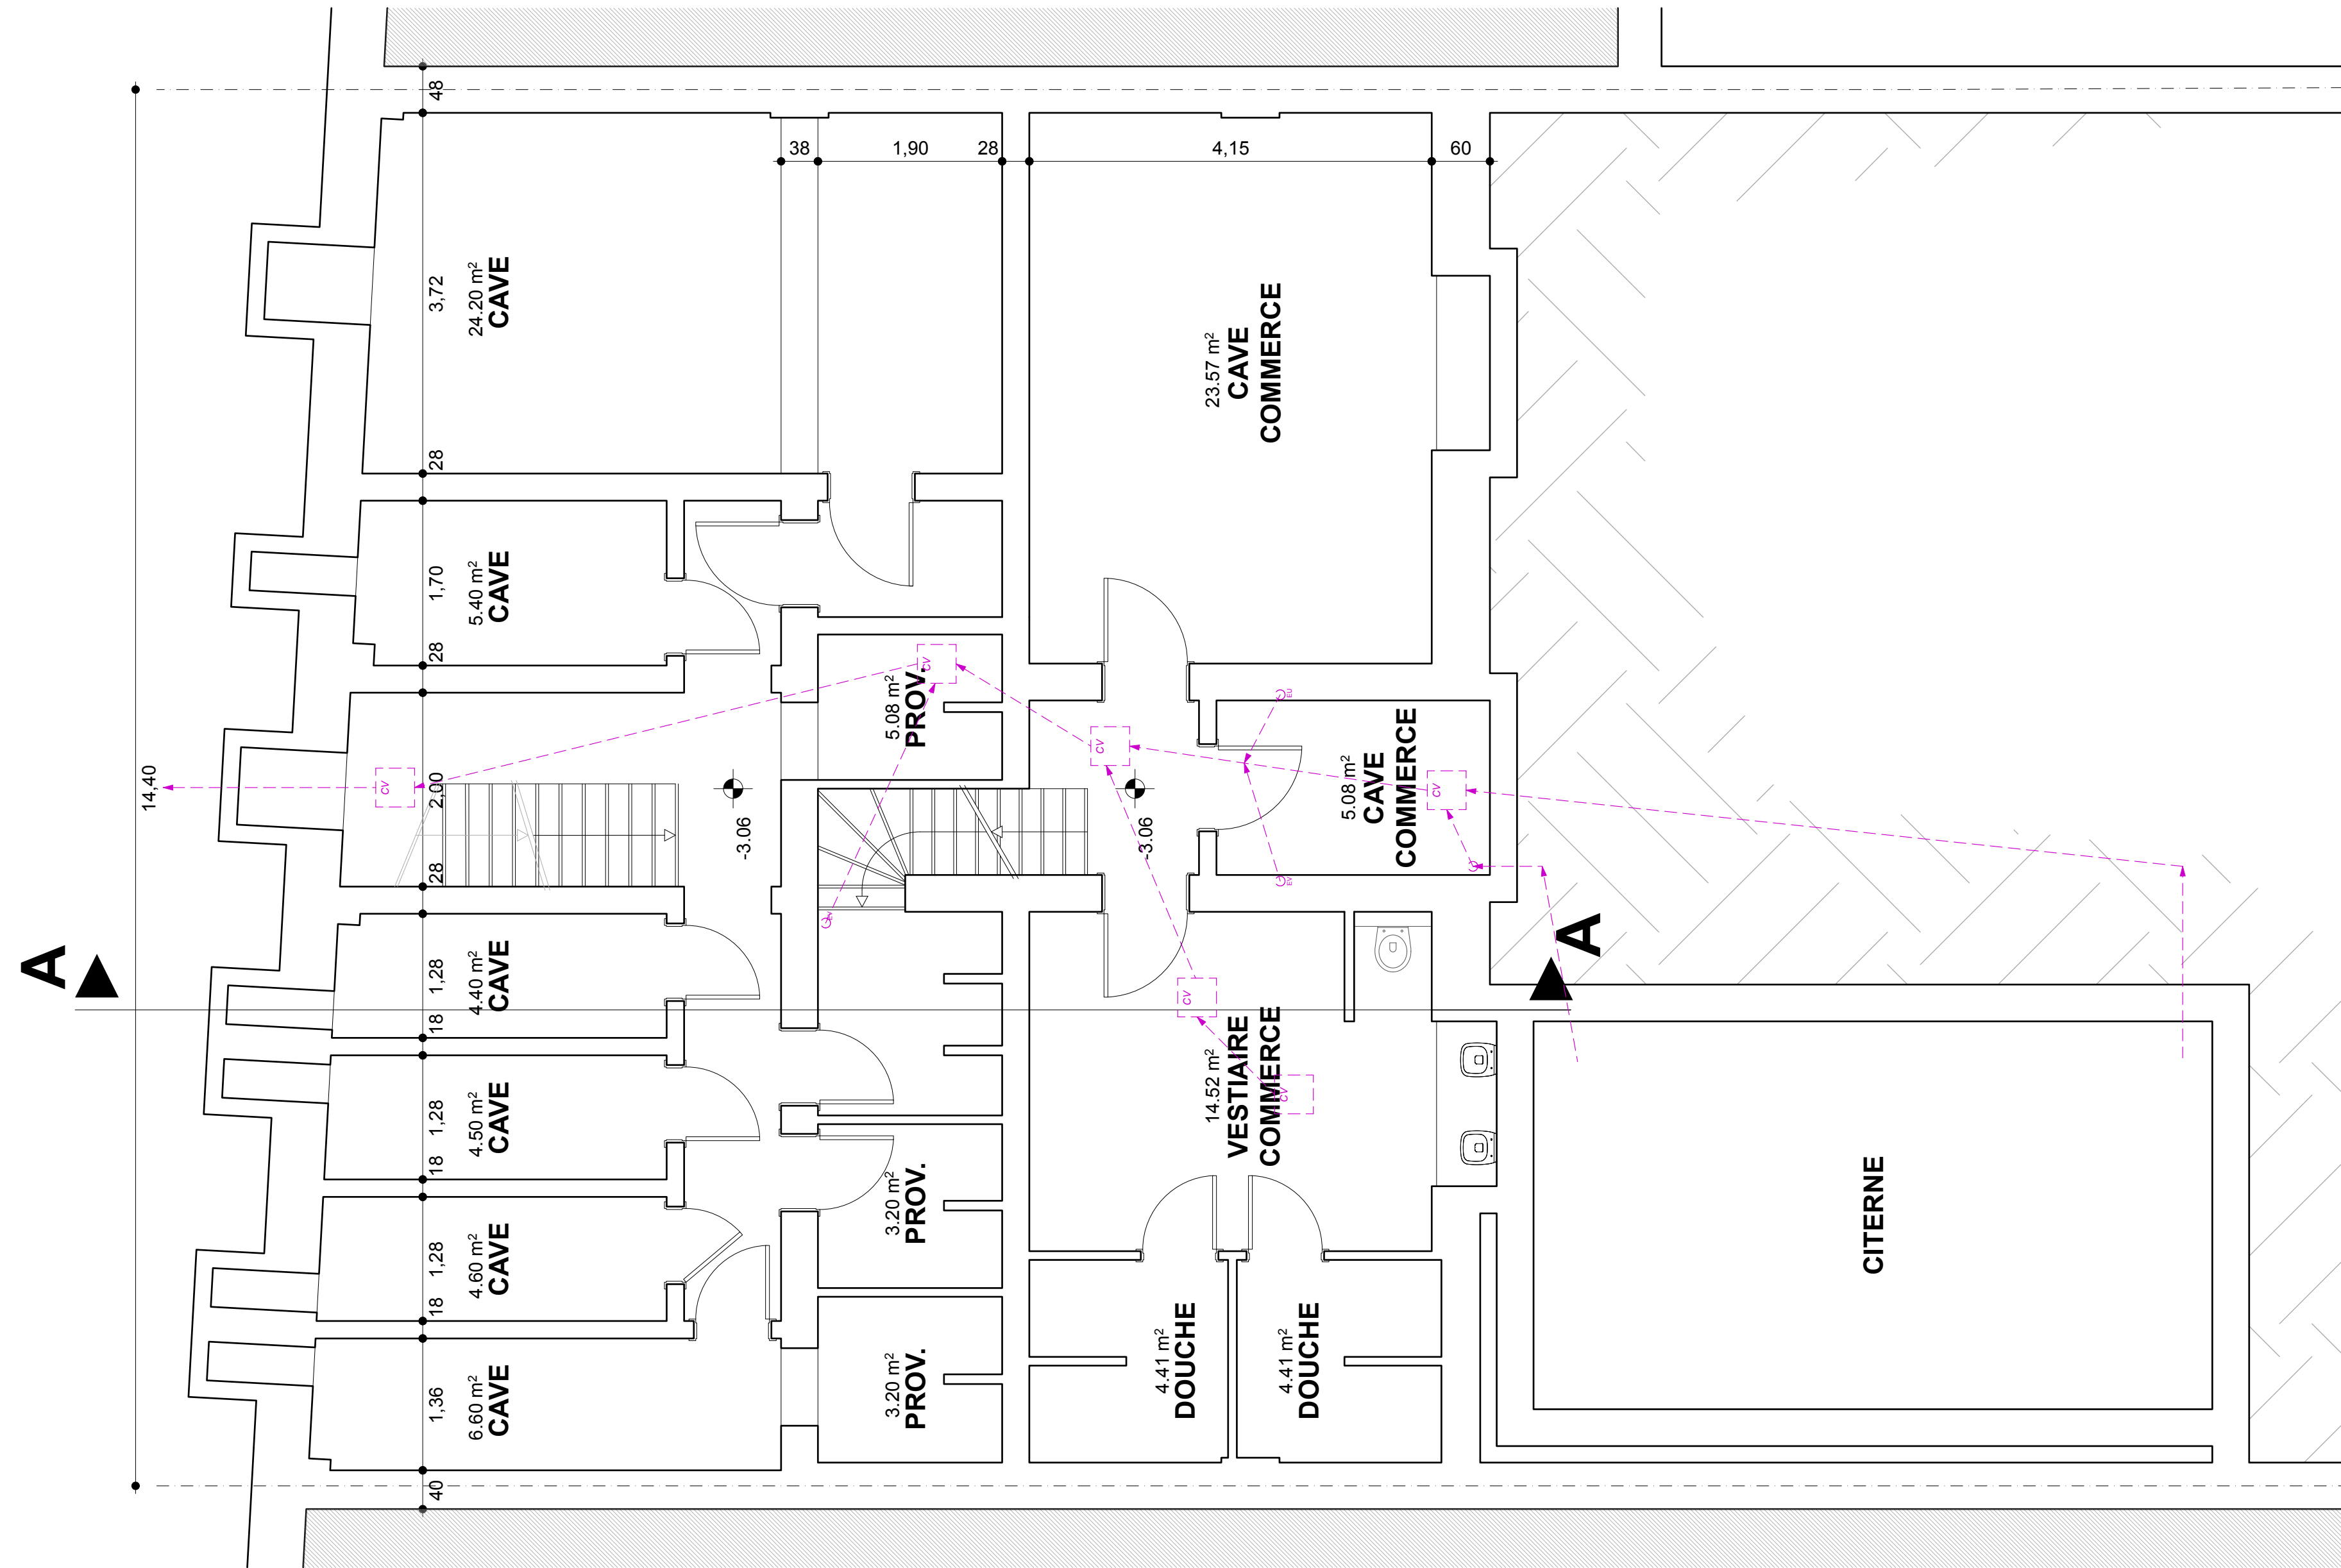 48
38
1,90
28
4,15
60
3,72
24.20 m²
CAVE
23.57 m²
CAVE
COMMERCE
28
1,70
5.40 m²
CAVE
28
5.08 m²
PROV.
CV
EU
CV
14,40
CV
2,00
-3.06
-3.06
5.08 m²
CAVE
COMMERCE
CV
28
EV
A
A
1,28
4.40 m²
CAVE
CV
18
14.52 m²
VESTIAIRE
COMMERCE
CV
1,28
4.50 m²
CAVE
18
3.20 m²
PROV.
CITERNE
1,28
4.60 m²
CAVE
18
1,36
6.60 m²
CAVE
3.20 m²
PROV.
4.41 m²
DOUCHE
4.41 m²
DOUCHE
40